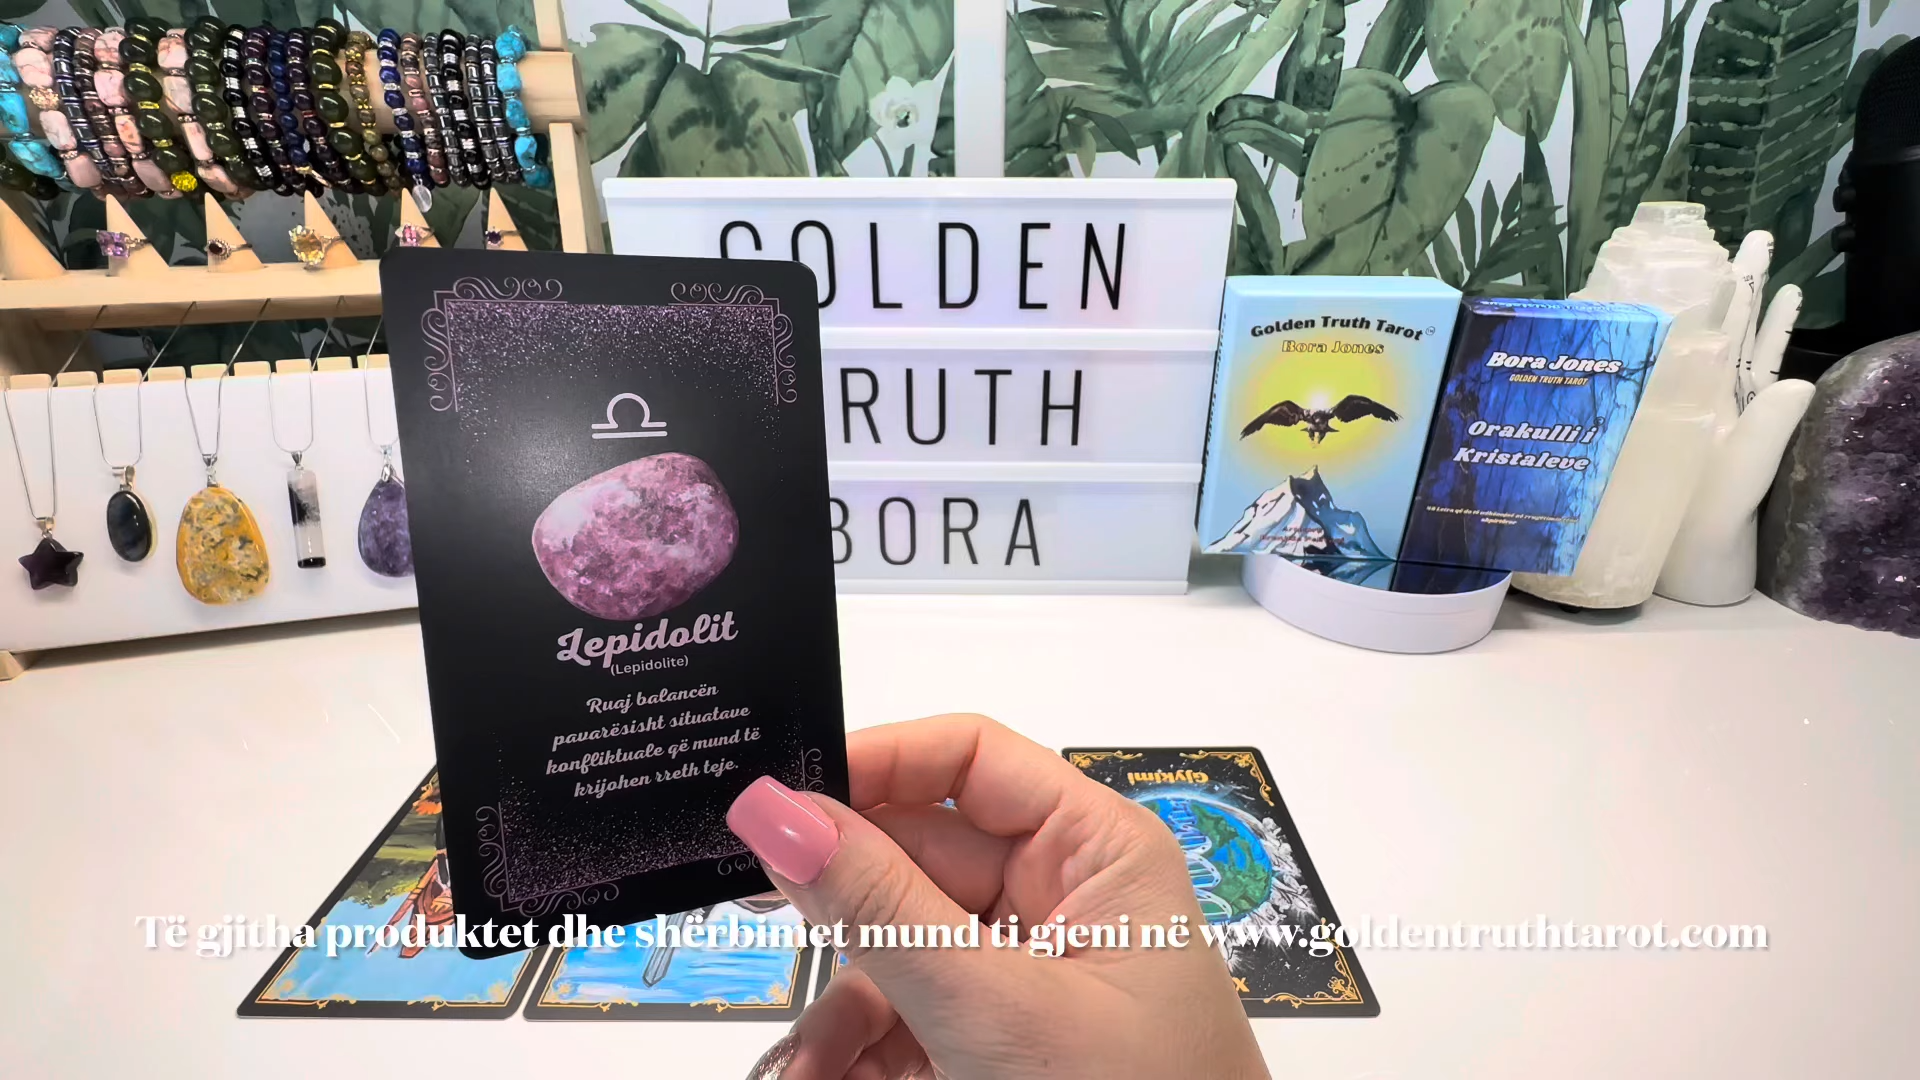 GOLDEN
TRUTH
BORA
Golden Truth Tarot™
Bora Jones
Bora Jones
GOLDEN TRUTH TAROT
Orakulli i
Kristaleve
Lepidolit
(Lepidolite)
Ruaj balancën
pavarësisht situatave
konfliktuale që mund të
krijohen rreth teje.
Gjykimi
Të gjitha produktet dhe shërbimet mund ti gjeni në www.goldentruthtarot.com